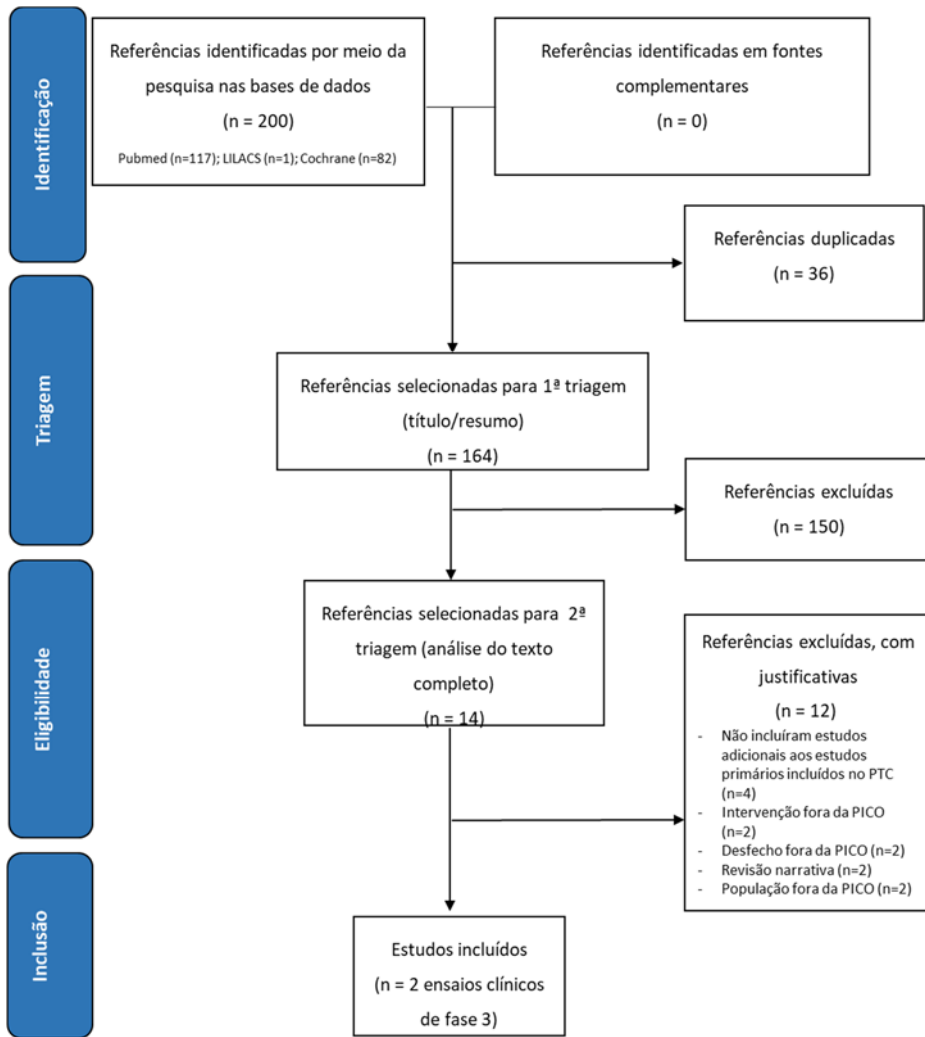 Identificação
Referências identificadas por meio da
pesquisa nas bases de dados
(n = 200)
Pubmed (n=117); LILACS (n=1); Cochrane (n=82)
Referências identificadas em fontes
complementares
(n = 0)
Referências duplicadas
(n = 36)
Triagem
Referências selecionadas para 1ª triagem
(título/resumo)
(n = 164)
Referências excluídas
(n = 150)
Eligibilidade
Referências selecionadas para 2ª
triagem (análise do texto
completo)
(n = 14)
Referências excluídas, com
justificativas
(n = 12)
- Não incluíram estudos
adicionais aos estudos
primários incluídos no PTC
(n=4)
- Intervenção fora da PICO
(n=2)
- Desfecho fora da PICO (n=2)
- Revisão narrativa (n=2)
- População fora da PICO (n=2)
Inclusão
Estudos incluídos
(n = 2 ensaios clínicos
de fase 3)